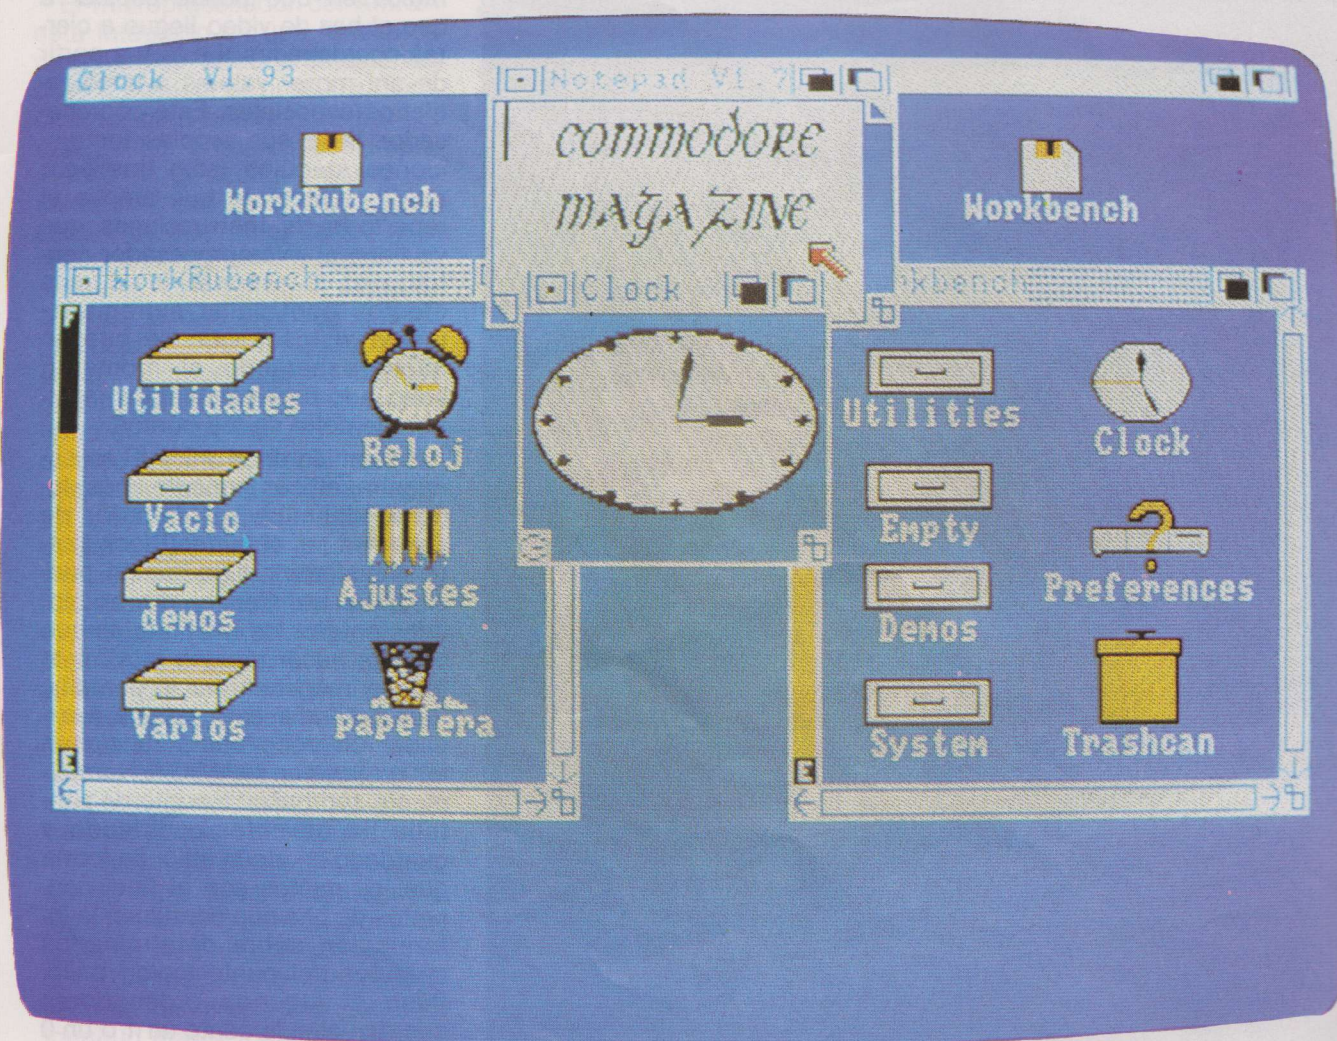 Clock V1.93
Notepad V1.7
commodore
magazine
WorkRubench
Workbench
WorkRubench
Clock
kbench
F
Utilidades
Reloj
Vacio
Ajustes
demos
Varios
papelera
E
Utilities
Clock
Empty
Preferences
Demos
System
Trashcan
E